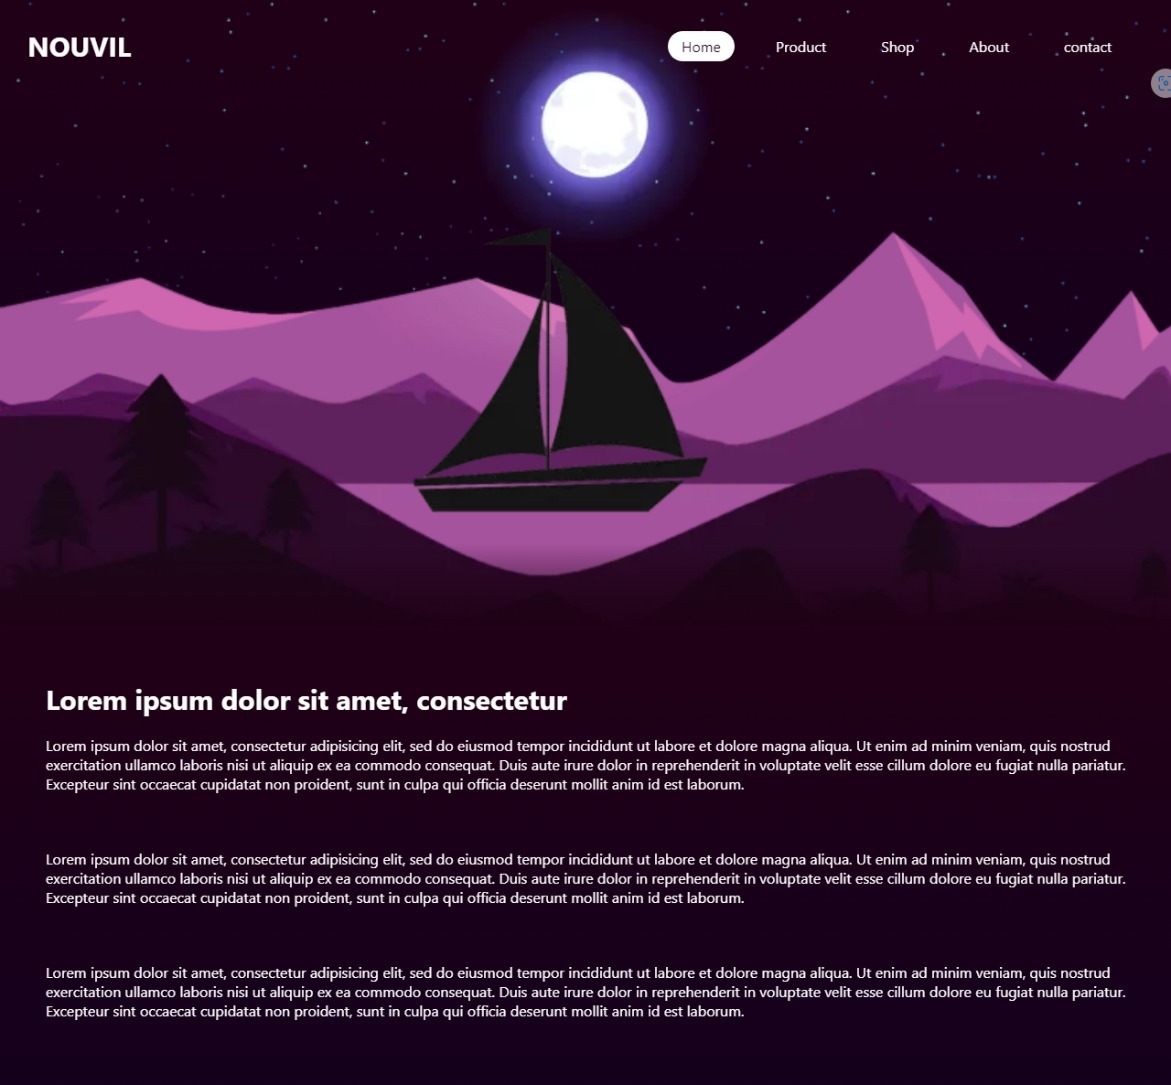 NOUVIL
Home Product Shop About contact
Lorem ipsum dolor sit amet, consectetur
Lorem ipsum dolor sit amet, consectetur adipisicing elit, sed do eiusmod tempor incididunt ut labore et dolore magna aliqua. Ut enim ad minim veniam, quis nostrud
exercitation ullamco laboris nisi ut aliquip ex ea commodo consequat. Duis aute irure dolor in reprehenderit in voluptate velit esse cillum dolore eu fugiat nulla pariatur.
Excepteur sint occaecat cupidatat non proident, sunt in culpa qui officia deserunt mollit anim id est laborum.
Lorem ipsum dolor sit amet, consectetur adipisicing elit, sed do eiusmod tempor incididunt ut labore et dolore magna aliqua. Ut enim ad minim veniam, quis nostrud
exercitation ullamco laboris nisi ut aliquip ex ea commodo consequat. Duis aute irure dolor in reprehenderit in voluptate velit esse cillum dolore eu fugiat nulla pariatur.
Excepteur sint occaecat cupidatat non proident, sunt in culpa qui officia deserunt mollit anim id est laborum.
Lorem ipsum dolor sit amet, consectetur adipisicing elit, sed do eiusmod tempor incididunt ut labore et dolore magna aliqua. Ut enim ad minim veniam, quis nostrud
exercitation ullamco laboris nisi ut aliquip ex ea commodo consequat. Duis aute irure dolor in reprehenderit in voluptate velit esse cillum dolore eu fugiat nulla pariatur.
Excepteur sint occaecat cupidatat non proident, sunt in culpa qui officia deserunt mollit anim id est laborum.